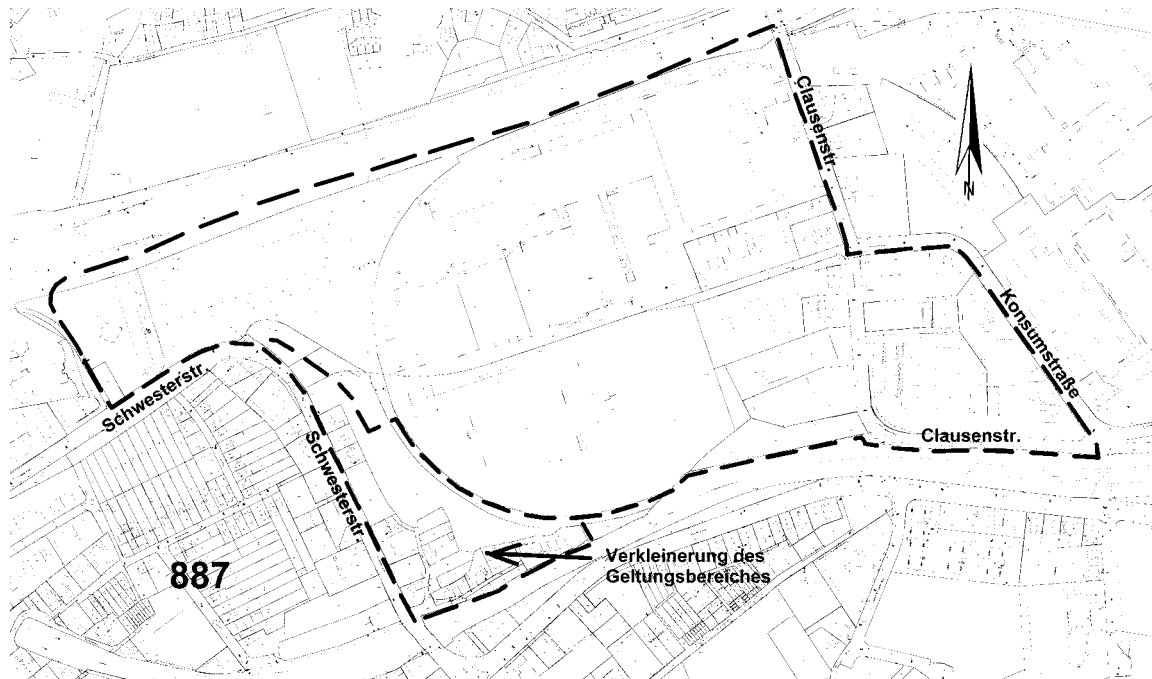 Clausenstr.
N
Konsumstraße
Schwesterstr.
Clausenstr.
Schwesterstr.
Verkleinerung des
Geltungsbereiches
887